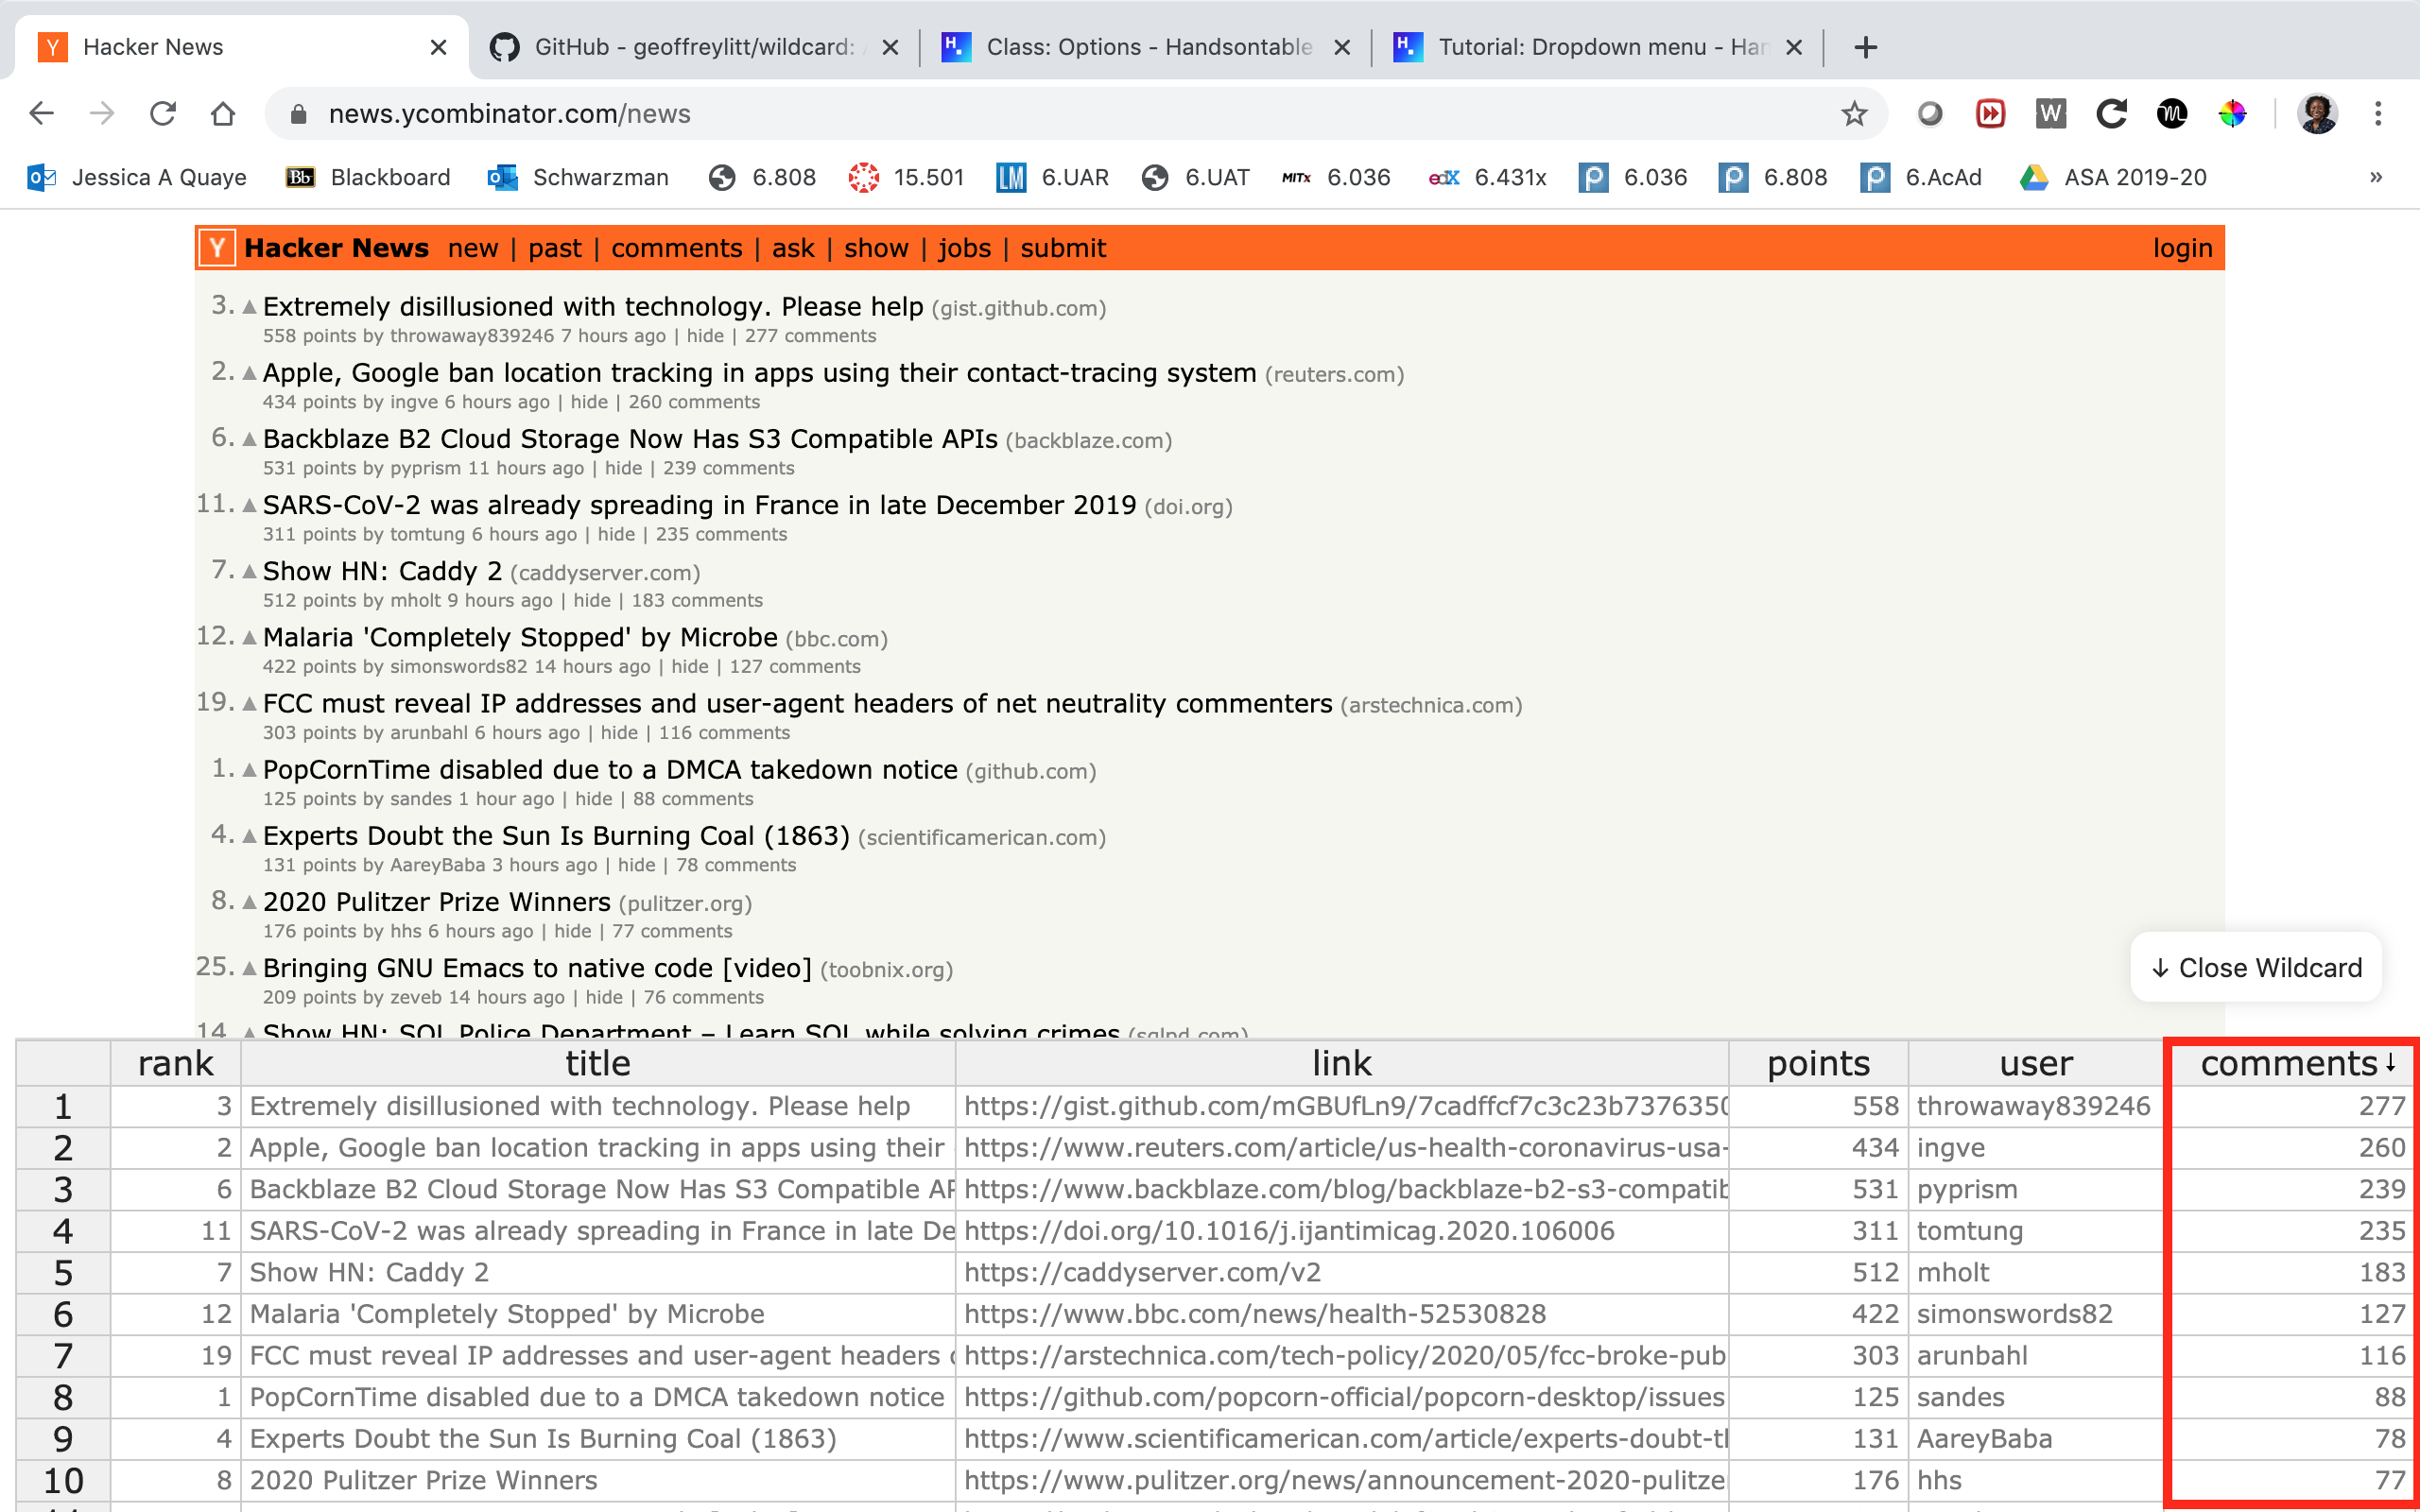 Hacker News
GitHub - geoffreylitt/wildcard:
Class: Options - Handsontable
Tutorial: Dropdown menu - Han
news.ycombinator.com/news
Jessica A Quaye Blackboard Schwarzman 6.808 15.501 6.UAR 6.UAT 6.036 6.431x 6.036 6.808 6.AcAd ASA 2019-20 »
Y Hacker News new | past | comments | ask | show | jobs | submit login
3. Extremely disillusioned with technology. Please help (gist.github.com)
558 points by throwaway839246 7 hours ago | hide | 277 comments
2. Apple, Google ban location tracking in apps using their contact-tracing system (reuters.com)
434 points by ingve 6 hours ago | hide | 260 comments
6. Backblaze B2 Cloud Storage Now Has S3 Compatible APIs (backblaze.com)
531 points by pyprism 11 hours ago | hide | 239 comments
11. SARS-CoV-2 was already spreading in France in late December 2019 (doi.org)
311 points by tomtung 6 hours ago | hide | 235 comments
7. Show HN: Caddy 2 (caddyserver.com)
512 points by mholt 9 hours ago | hide | 183 comments
12. Malaria 'Completely Stopped' by Microbe (bbc.com)
422 points by simonswords82 14 hours ago | hide | 127 comments
19. FCC must reveal IP addresses and user-agent headers of net neutrality commenters (arstechnica.com)
303 points by arunbahl 6 hours ago | hide | 116 comments
1. PopCornTime disabled due to a DMCA takedown notice (github.com)
125 points by sandes 1 hour ago | hide | 88 comments
4. Experts Doubt the Sun Is Burning Coal (1863) (scientificamerican.com)
131 points by AareyBaba 3 hours ago | hide | 78 comments
8. 2020 Pulitzer Prize Winners (pulitzer.org)
176 points by hhs 6 hours ago | hide | 77 comments
25. Bringing GNU Emacs to native code [video] (toobnix.org)
209 points by zeveb 14 hours ago | hide | 76 comments
↓ Close Wildcard
14. Show HN: SQL Police Department – Learn SQL while solving crimes (sqlpd.com)
rank title link points user comments↓
1 3 Extremely disillusioned with technology. Please help https://gist.github.com/mGBUfLn9/7cadffcf7c3c23b7376350 558 throwaway839246 277
2 2 Apple, Google ban location tracking in apps using their https://www.reuters.com/article/us-health-coronavirus-usa- 434 ingve 260
3 6 Backblaze B2 Cloud Storage Now Has S3 Compatible AP https://www.backblaze.com/blog/backblaze-b2-s3-compatib 531 pyprism 239
4 11 SARS-CoV-2 was already spreading in France in late De https://doi.org/10.1016/j.ijantimicag.2020.106006 311 tomtung 235
5 7 Show HN: Caddy 2 https://caddyserver.com/v2 512 mholt 183
6 12 Malaria 'Completely Stopped' by Microbe https://www.bbc.com/news/health-52530828 422 simonswords82 127
7 19 FCC must reveal IP addresses and user-agent headers https://arstechnica.com/tech-policy/2020/05/fcc-broke-pub 303 arunbahl 116
8 1 PopCornTime disabled due to a DMCA takedown notice https://github.com/popcorn-official/popcorn-desktop/issues 125 sandes 88
9 4 Experts Doubt the Sun Is Burning Coal (1863) https://www.scientificamerican.com/article/experts-doubt-t 131 AareyBaba 78
10 8 2020 Pulitzer Prize Winners https://www.pulitzer.org/news/announcement-2020-pulitze 176 hhs 77